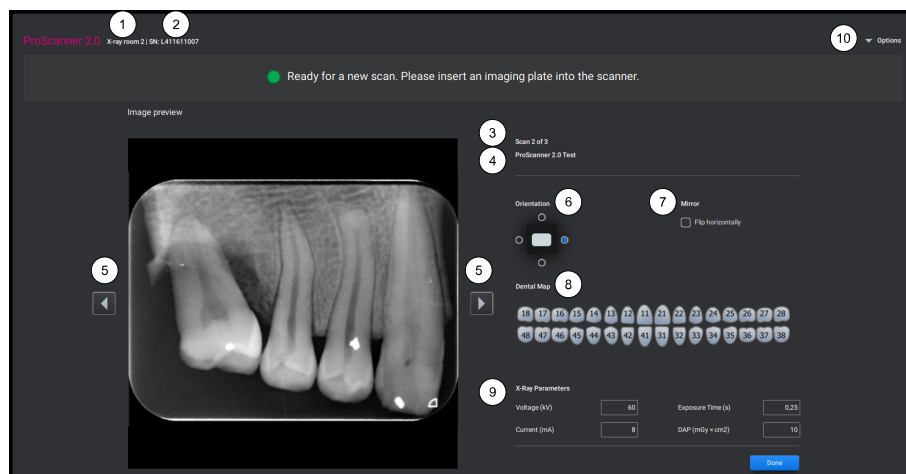 1
2
ProScanner 2.0 X-ray room 2 | SN: L411611007
10
Options
Ready for a new scan. Please insert an imaging plate into the scanner.
Image preview
3
Scan 2 of 3
4
ProScanner 2.0 Test
Orientation
6
7
Mirror
Flip horizontally
5
5
Dental Map
8
18 17 16 15 14 13 12 11 21 22 23 24 25 26 27 28
48 47 46 45 44 43 42 41 31 32 33 34 35 36 37 38
9
X-Ray Parameters
Voltage (kV) 60 Exposure Time (s) 0,25
Current (mA) 8 DAP (mGy × cm2) 10
Done